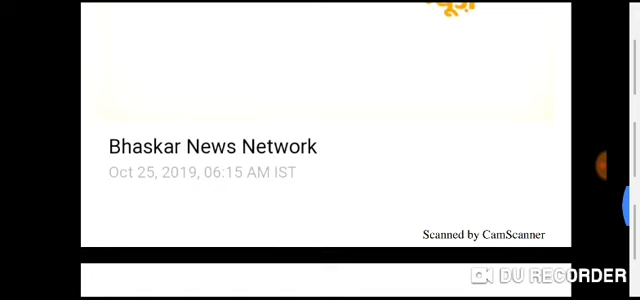 Bhaskar News Network
Oct 25, 2019, 06:15 AM IST
Scanned by CamScanner
DU RECORDER